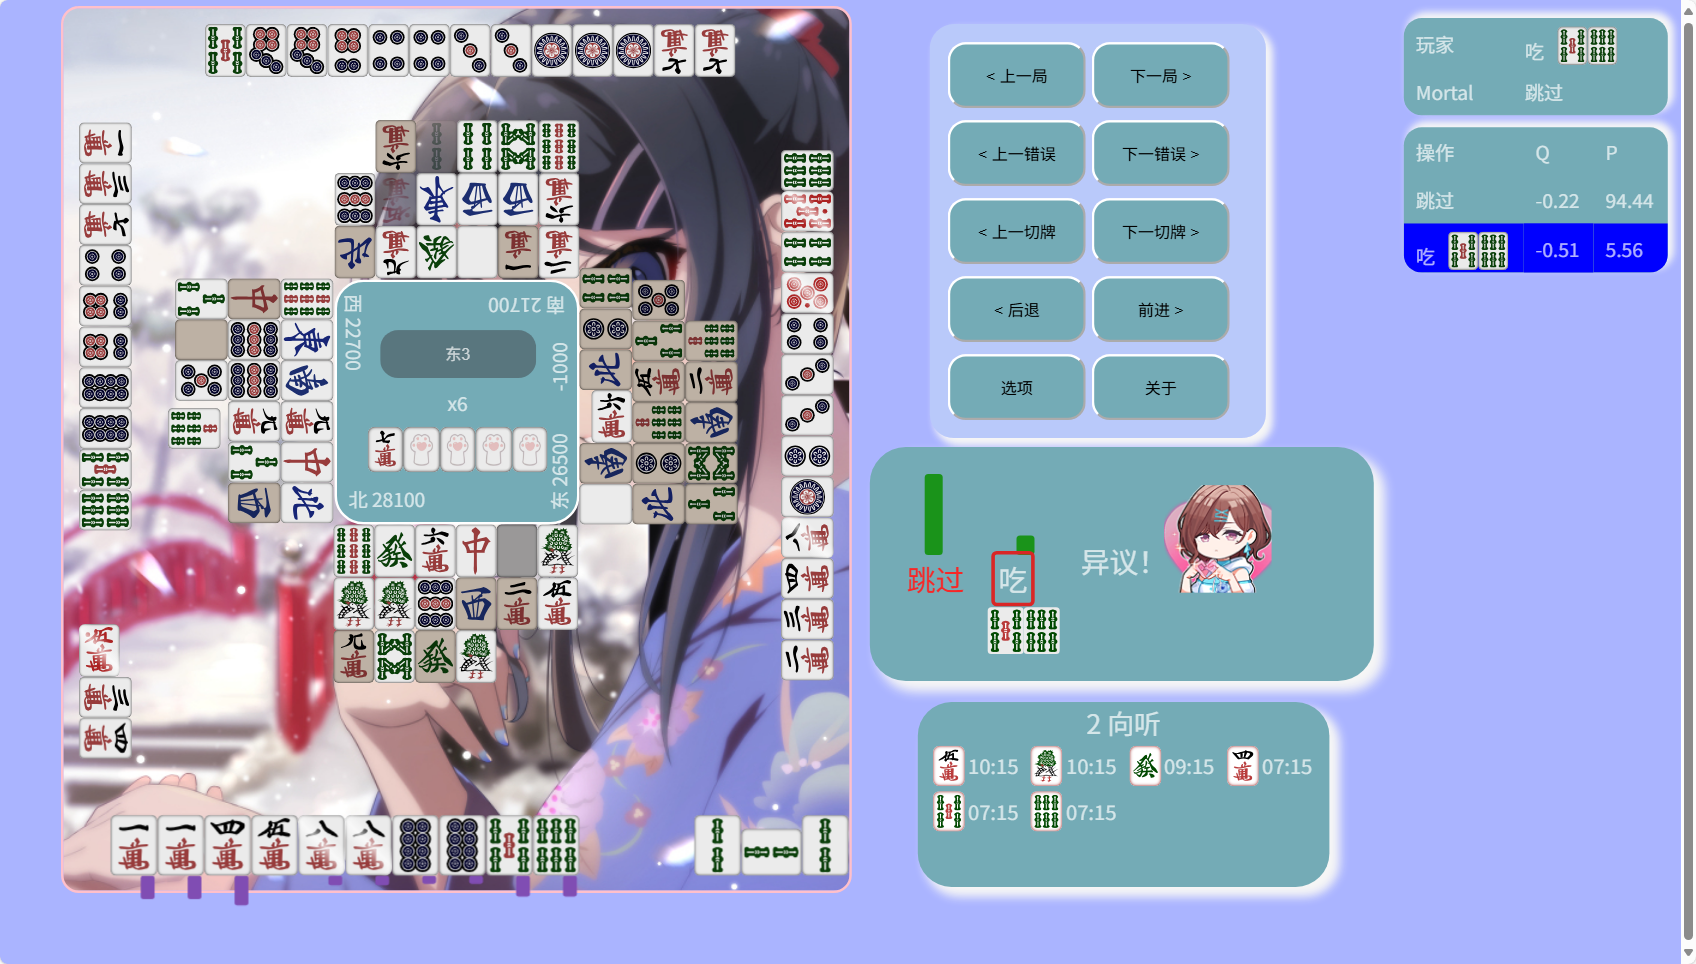 西 22700
南 21700
-1000
东3
x6
东 26500
北 28100
< 上一局
下一局 >
< 上一错误
下一错误 >
< 上一切牌
下一切牌 >
< 后退
前进 >
选项
关于
玩家
吃
Mortal
跳过
操作
Q
P
跳过
-0.22
94.44
吃
-0.51
5.56
跳过
吃
异议!
2 向听
10:15
10:15
09:15
07:15
07:15
07:15